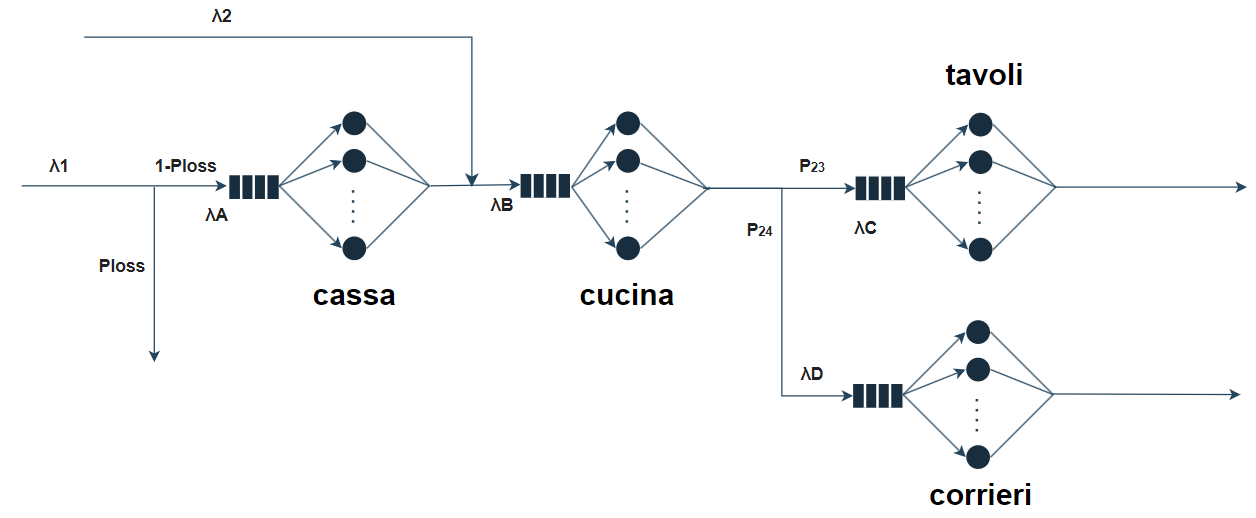 λ2
tavoli
λ1
1-Ploss
P23
λA
λB
P24
λC
Ploss
cassa
cucina
λD
corrieri